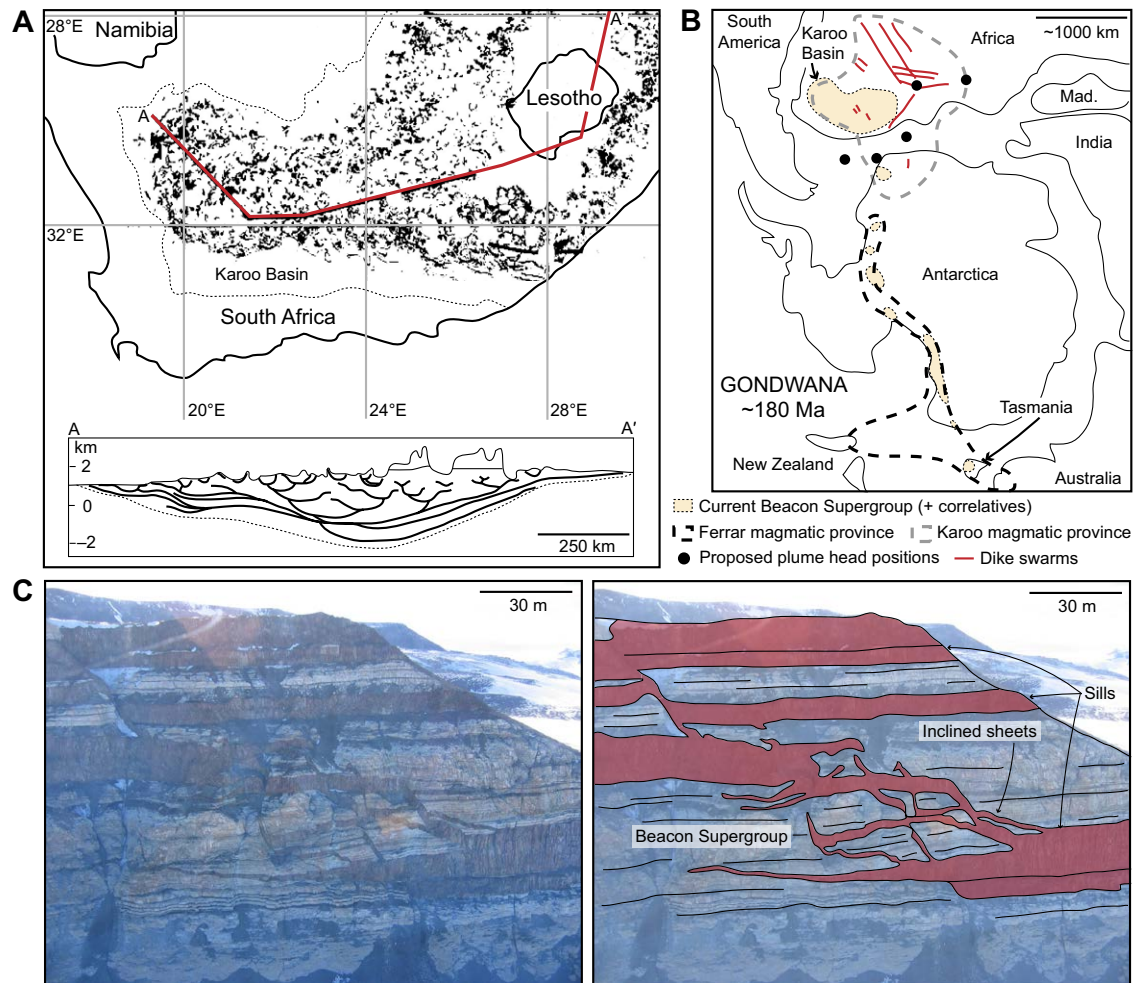 A
28°E
Namibia
A'
Lesotho
A
32°E
Karoo Basin
South Africa
20°E
24°E
28°E
A
A'
km
2
0
−2
250 km
B
South
America
Karoo
Basin
Africa
~1000 km
Mad.
India
Antarctica
GONDWANA
~180 Ma
Tasmania
New Zealand
Australia
Current Beacon Supergroup (+ correlatives)
Ferrar magmatic province
Karoo magmatic province
Proposed plume head positions
Dike swarms
C
30 m
30 m
Sills
Inclined sheets
Beacon Supergroup